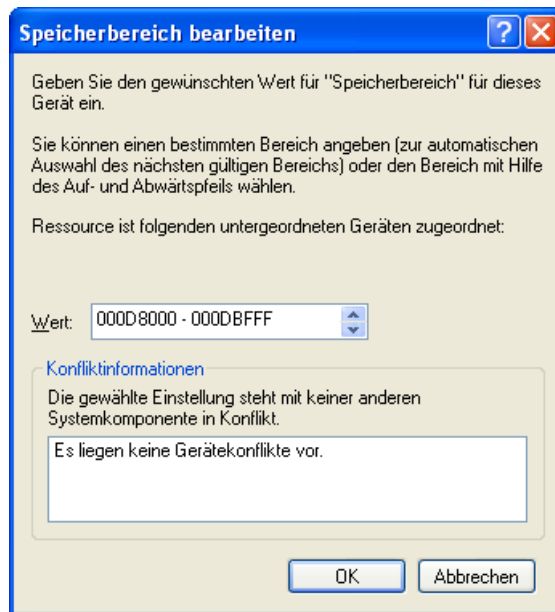 Speicherbereich bearbeiten
Geben Sie den gewünschten Wert für "Speicherbereich" für dieses
Gerät ein.
Sie können einen bestimmten Bereich angeben (zur automatischen
Auswahl des nächsten gültigen Bereichs) oder den Bereich mit Hilfe
des Auf- und Abwärtspfeils wählen.
Ressource ist folgenden untergeordneten Geräten zugeordnet:
Wert: 000D8000 - 000DBFFF
Konfliktinformationen
Die gewählte Einstellung steht mit keiner anderen
Systemkomponente in Konflikt.
Es liegen keine Gerätekonflikte vor.
OK Abbrechen